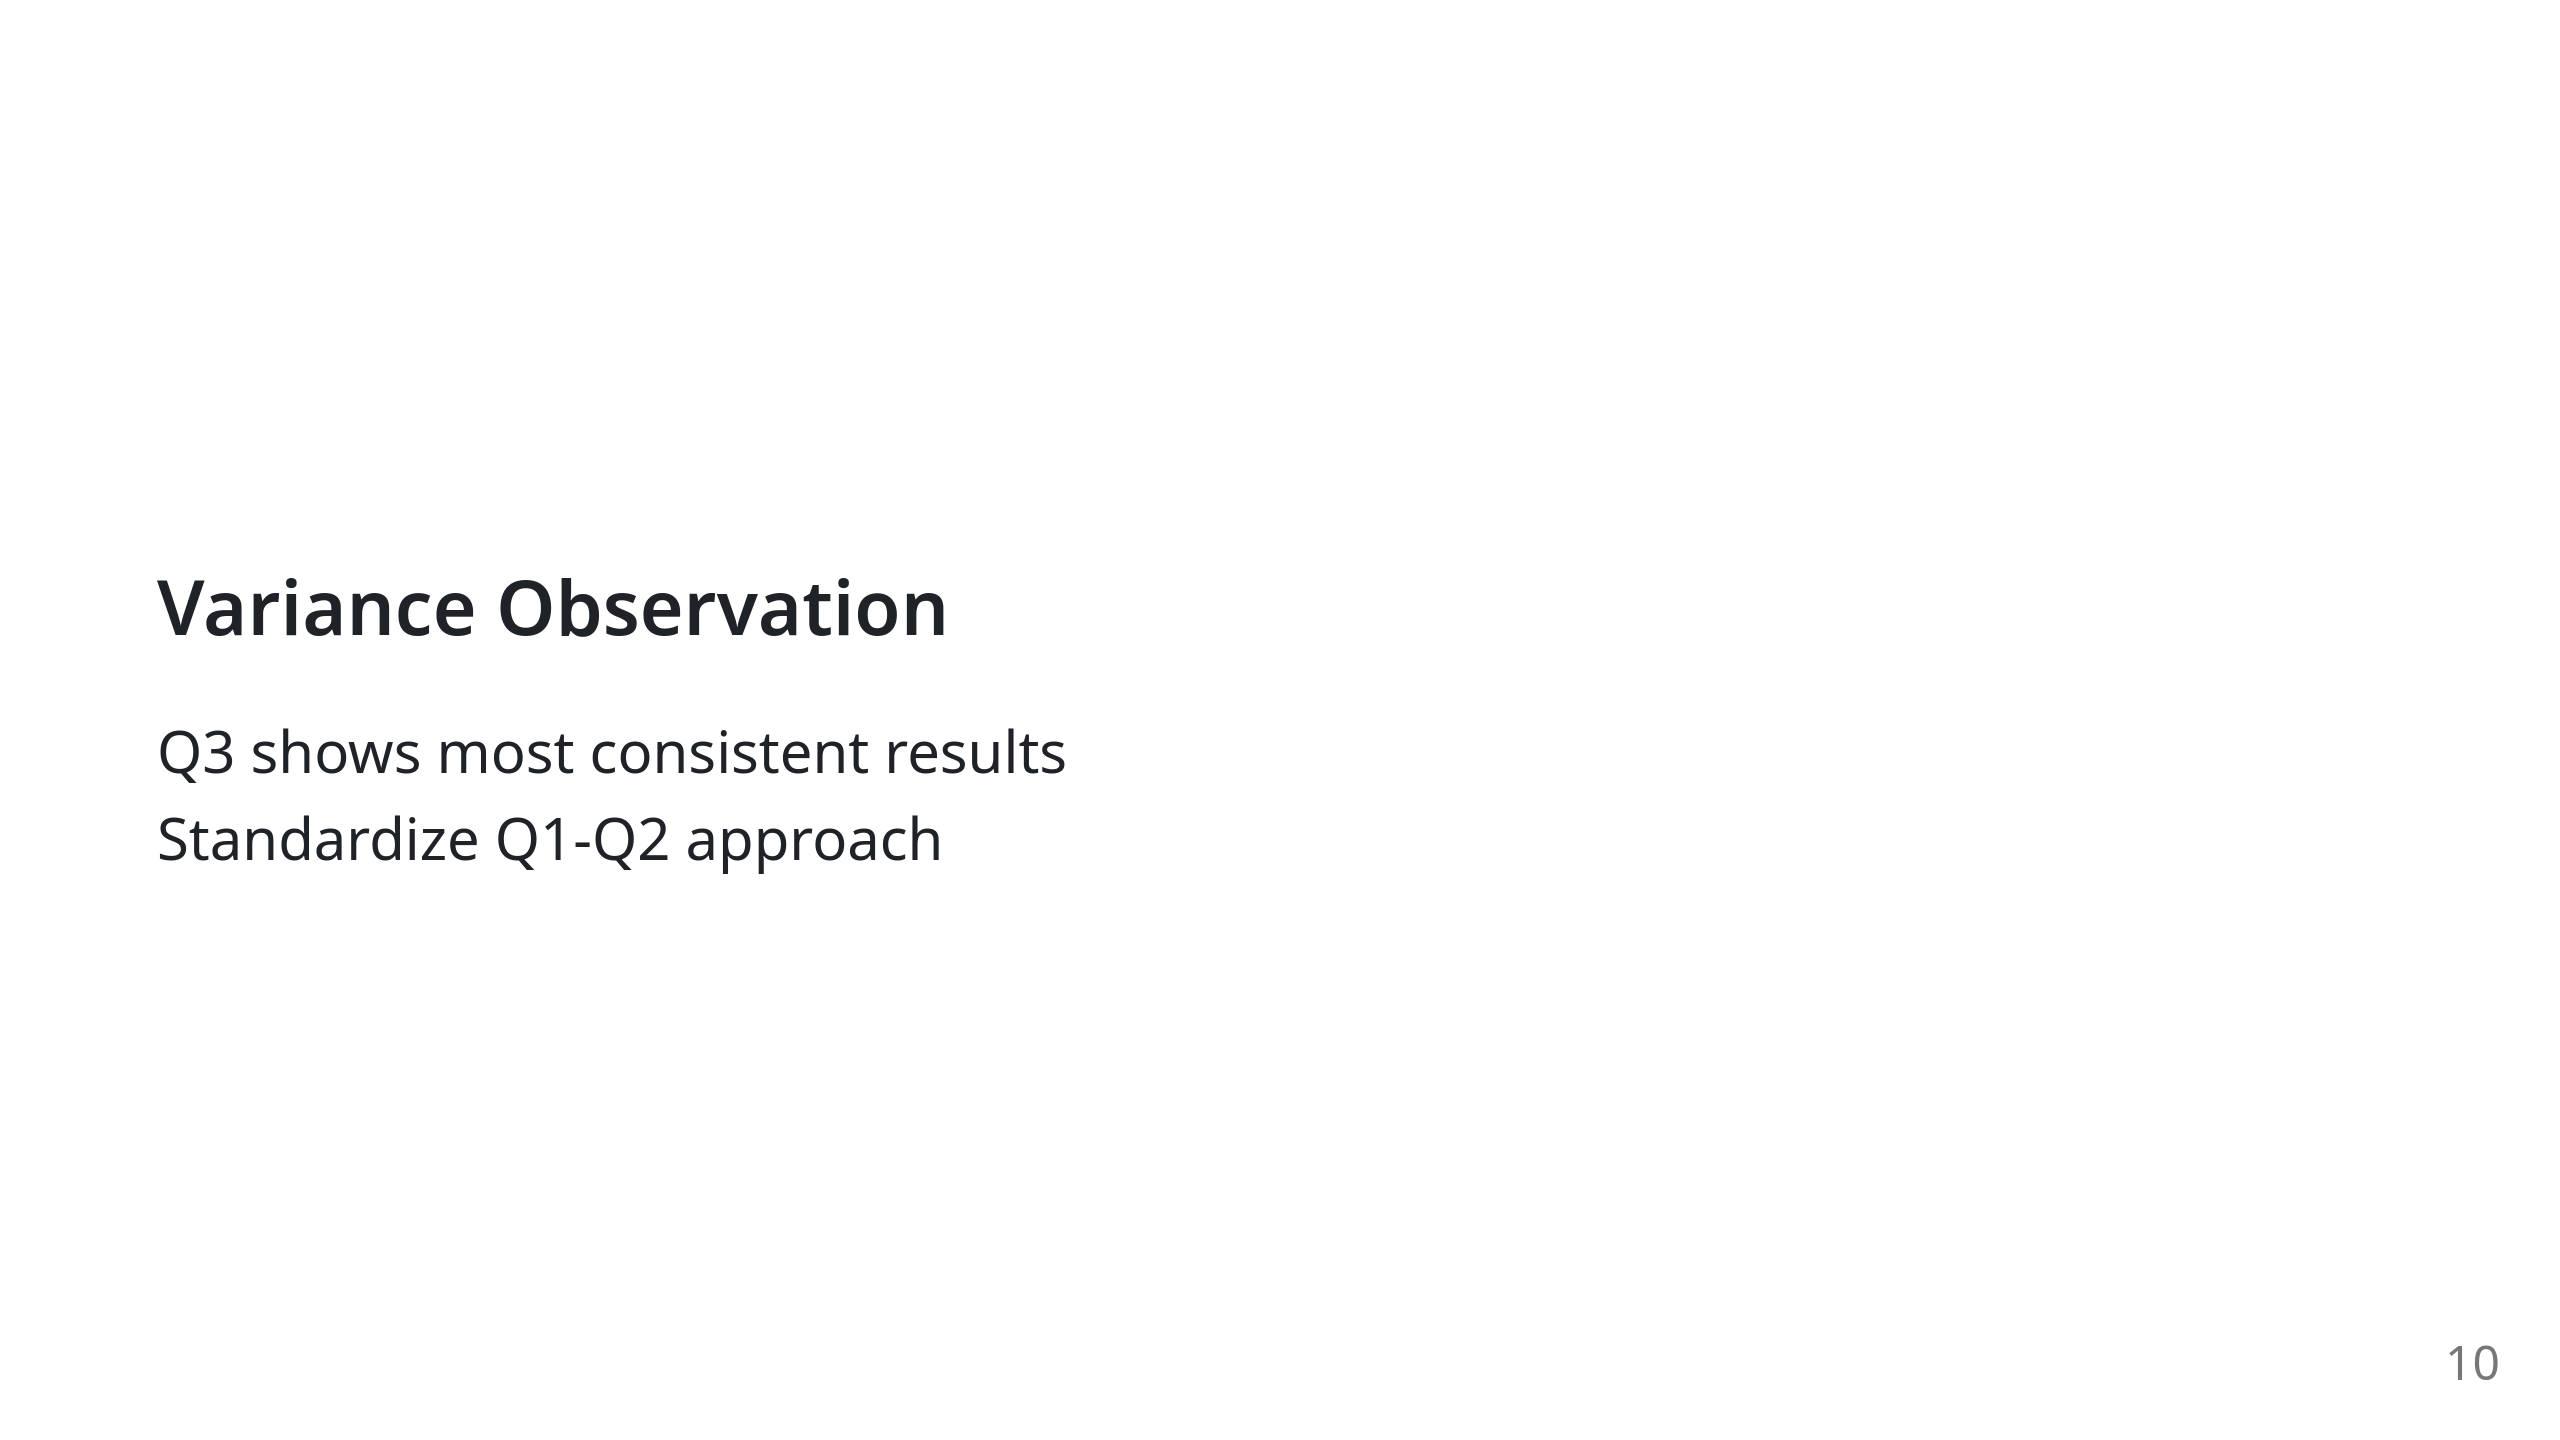 Variance Observation
Q3 shows most consistent results
Standardize Q1-Q2 approach
10